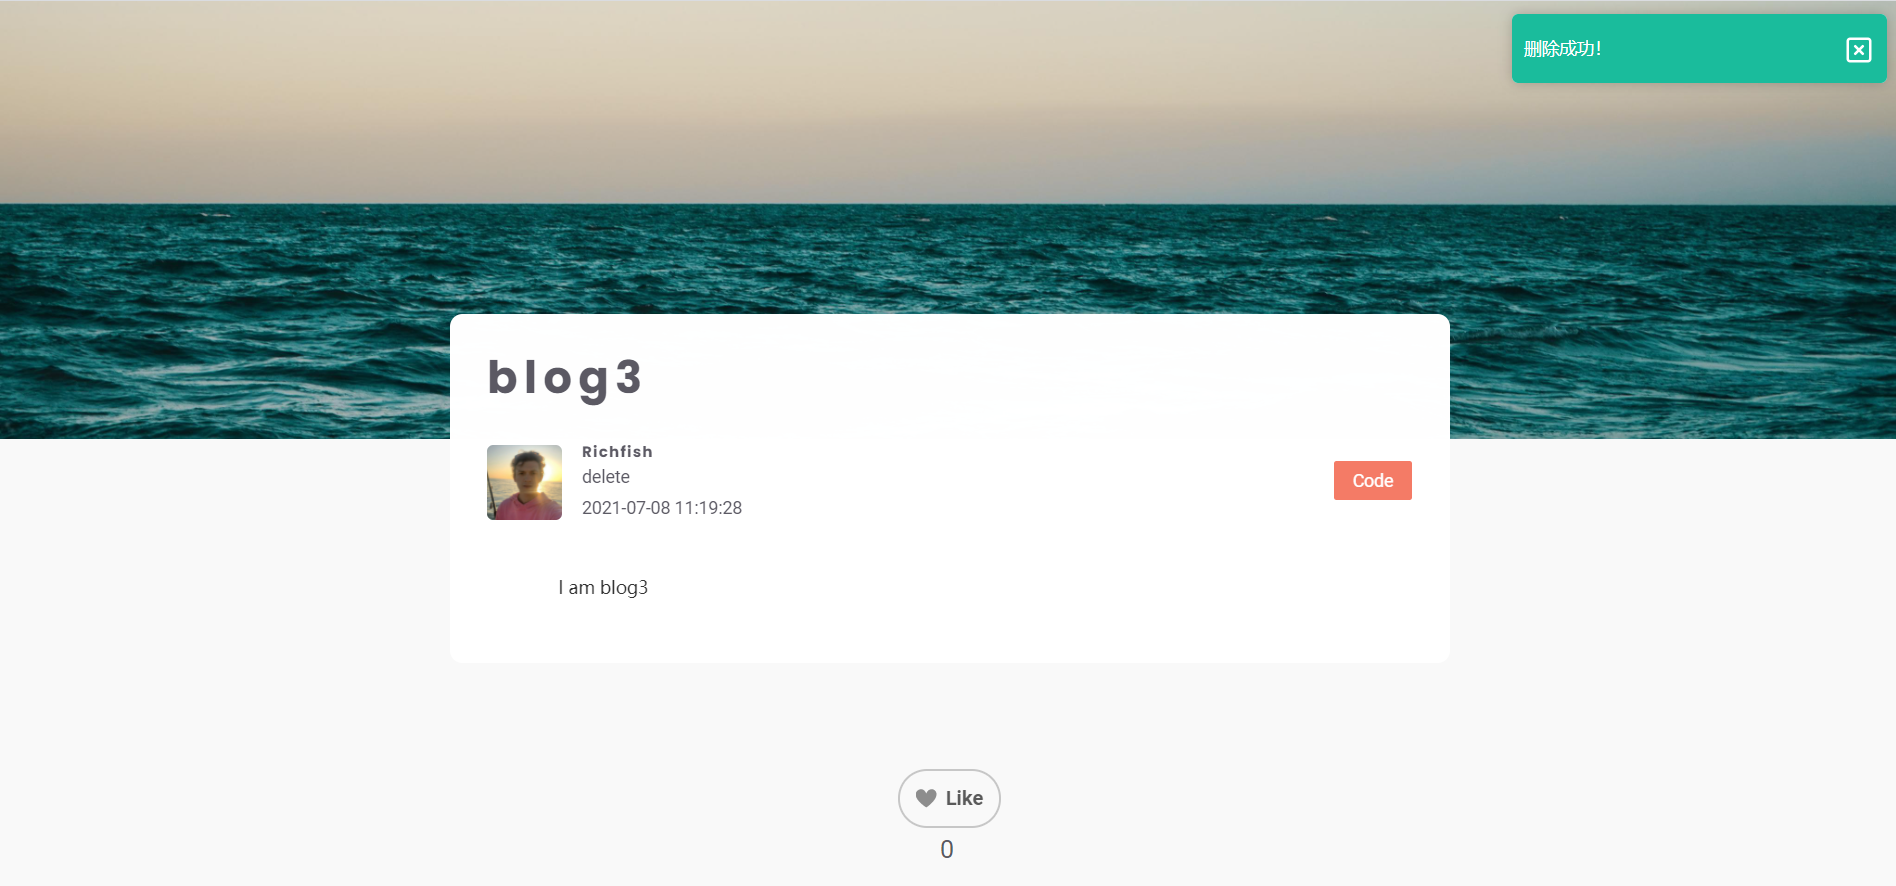 删除成功！
blog3
Richfish
delete
2021-07-08 11:19:28
Code
I am blog3
Like
0